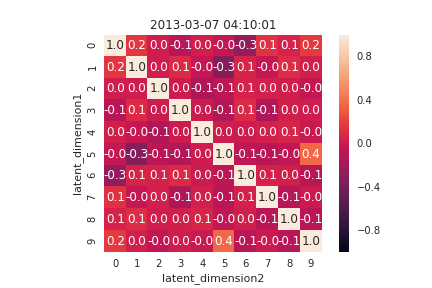 2013-03-07 04:10:01
0 1.0 0.2 0.0 -0.1 0.0 -0.0 -0.3 0.1 0.1 0.2
1 0.2 1.0 0.0 0.1 -0.0 -0.3 0.1 -0.0 0.1 0.0
2 0.0 0.0 1.0 0.0 -0.1 -0.1 0.1 0.0 0.0 -0.0
3 -0.1 0.1 0.0 1.0 0.0 -0.1 0.1 -0.1 0.0 0.0
4 0.0 -0.0 -0.1 0.0 1.0 0.0 0.0 0.0 0.1 -0.0
5 -0.0 -0.3 -0.1 -0.1 0.0 1.0 -0.1 -0.1 -0.0 0.4
6 -0.3 0.1 0.1 0.1 0.0 -0.1 1.0 0.1 0.0 -0.1
7 0.1 -0.0 0.0 -0.1 0.0 -0.1 0.1 1.0 -0.1 -0.0
8 0.1 0.1 0.0 0.0 0.1 -0.0 0.0 -0.1 1.0 -0.1
9 0.2 0.0 -0.0 0.0 -0.0 0.4 -0.1 -0.0 -0.1 1.0
0 1 2 3 4 5 6 7 8 9
latent_dimension2
latent_dimension1
0.8
0.4
0.0
−0.4
−0.8